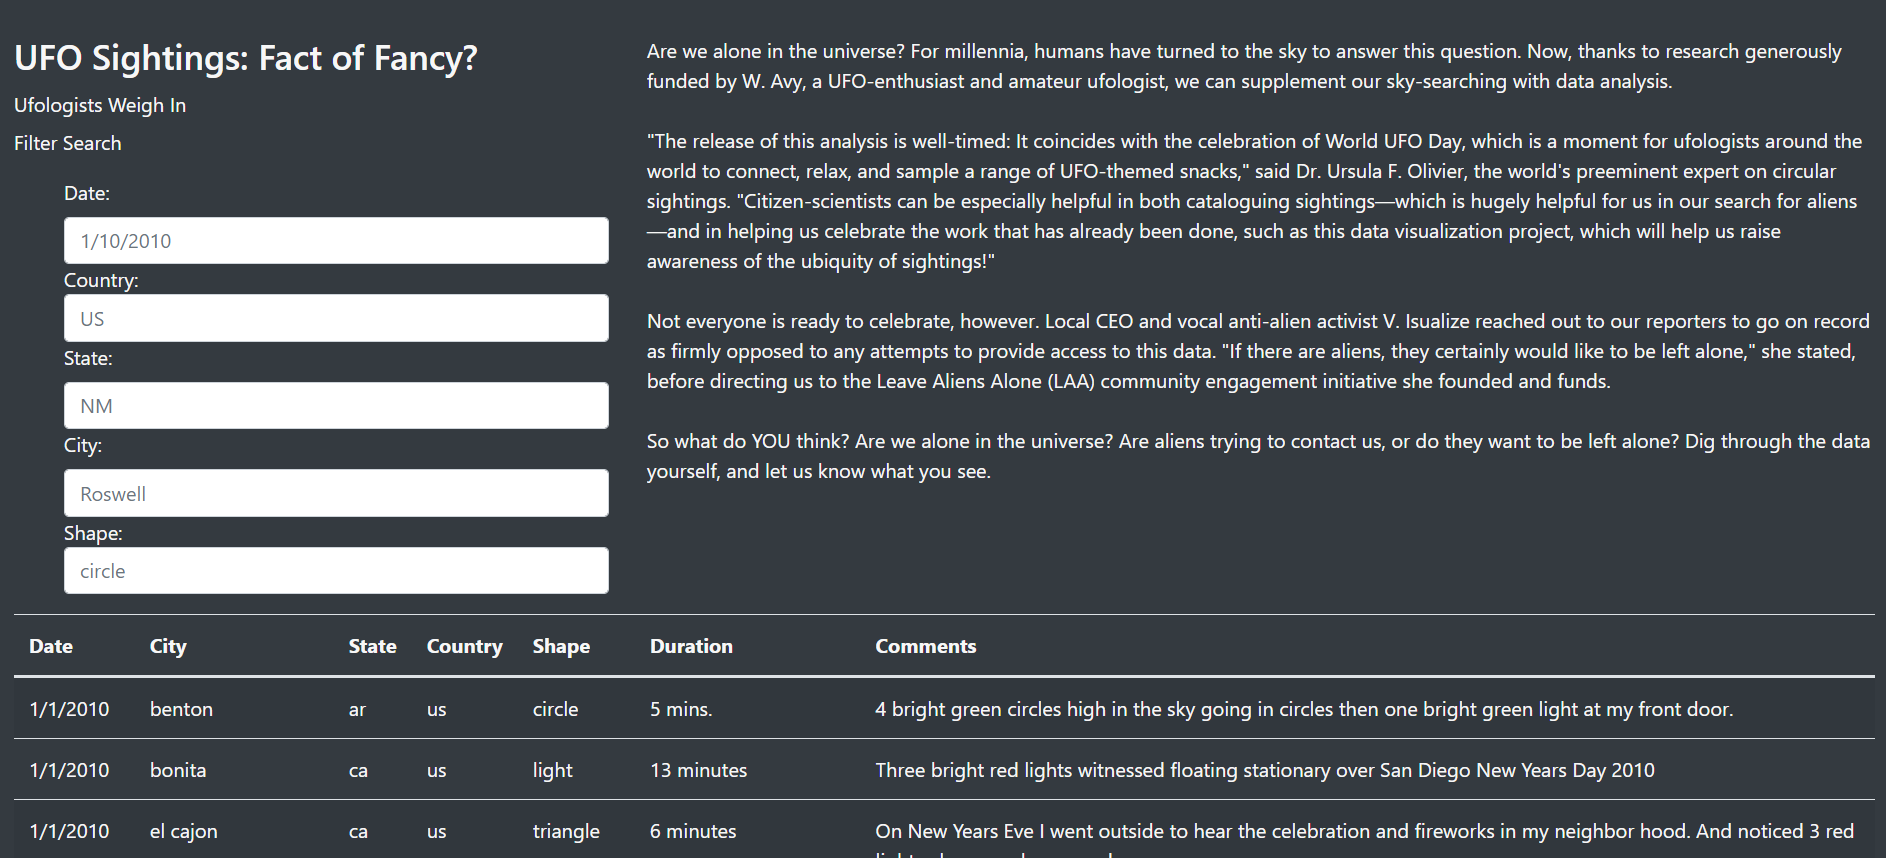 UFO Sightings: Fact of Fancy?
Ufologists Weigh In
Filter Search
Date:
1/10/2010
Country:
US
State:
NM
City:
Roswell
Shape:
circle
Are we alone in the universe? For millennia, humans have turned to the sky to answer this question. Now, thanks to research generously
funded by W. Avy, a UFO-enthusiast and amateur ufologist, we can supplement our sky-searching with data analysis.
"The release of this analysis is well-timed: It coincides with the celebration of World UFO Day, which is a moment for ufologists around the
world to connect, relax, and sample a range of UFO-themed snacks," said Dr. Ursula F. Olivier, the world's preeminent expert on circular
sightings. "Citizen-scientists can be especially helpful in both cataloguing sightings—which is hugely helpful for us in our search for aliens
—and in helping us celebrate the work that has already been done, such as this data visualization project, which will help us raise
awareness of the ubiquity of sightings!"
Not everyone is ready to celebrate, however. Local CEO and vocal anti-alien activist V. Isualize reached out to our reporters to go on record
as firmly opposed to any attempts to provide access to this data. "If there are aliens, they certainly would like to be left alone," she stated,
before directing us to the Leave Aliens Alone (LAA) community engagement initiative she founded and funds.
So what do YOU think? Are we alone in the universe? Are aliens trying to contact us, or do they want to be left alone? Dig through the data
yourself, and let us know what you see.
Date City State Country Shape Duration Comments
1/1/2010 benton ar us circle 5 mins. 4 bright green circles high in the sky going in circles then one bright green light at my front door.
1/1/2010 bonita ca us light 13 minutes Three bright red lights witnessed floating stationary over San Diego New Years Day 2010
1/1/2010 el cajon ca us triangle 6 minutes On New Years Eve I went outside to hear the celebration and fireworks in my neighbor hood. And noticed 3 red